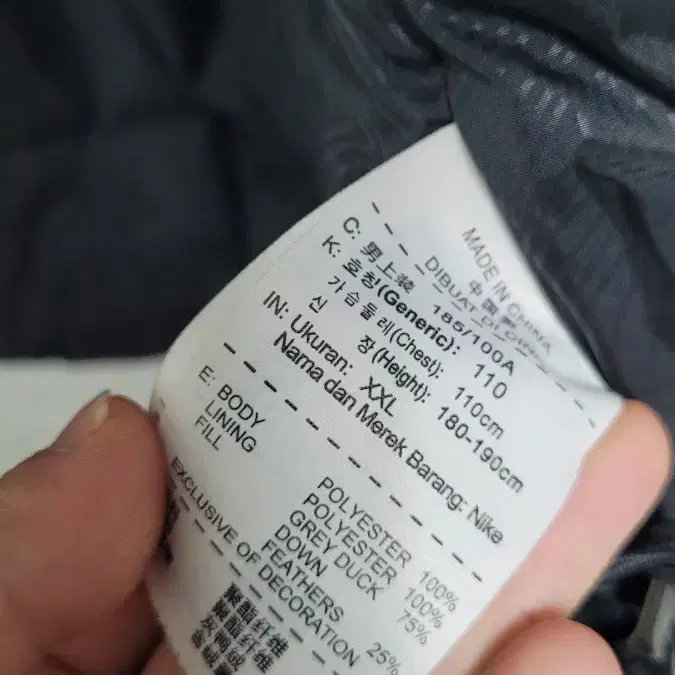 MADE IN CHINA
中国制造
DIBUAT DI CINA
C: 男上装 185/100A
K: 호칭(Generic): 110
가슴둘레(Chest): 110cm
신 장(Height): 180-190cm
IN: Ukuran: XXL
Nama dan Merek Barang: Nike
E: BODY POLYESTER 100%
LINING POLYESTER 100%
FILL GREY DUCK 75%
DOWN
FEATHERS 25%
EXCLUSIVE OF DECORATION
聚酯纤维
聚酯纤维
灰鸭绒